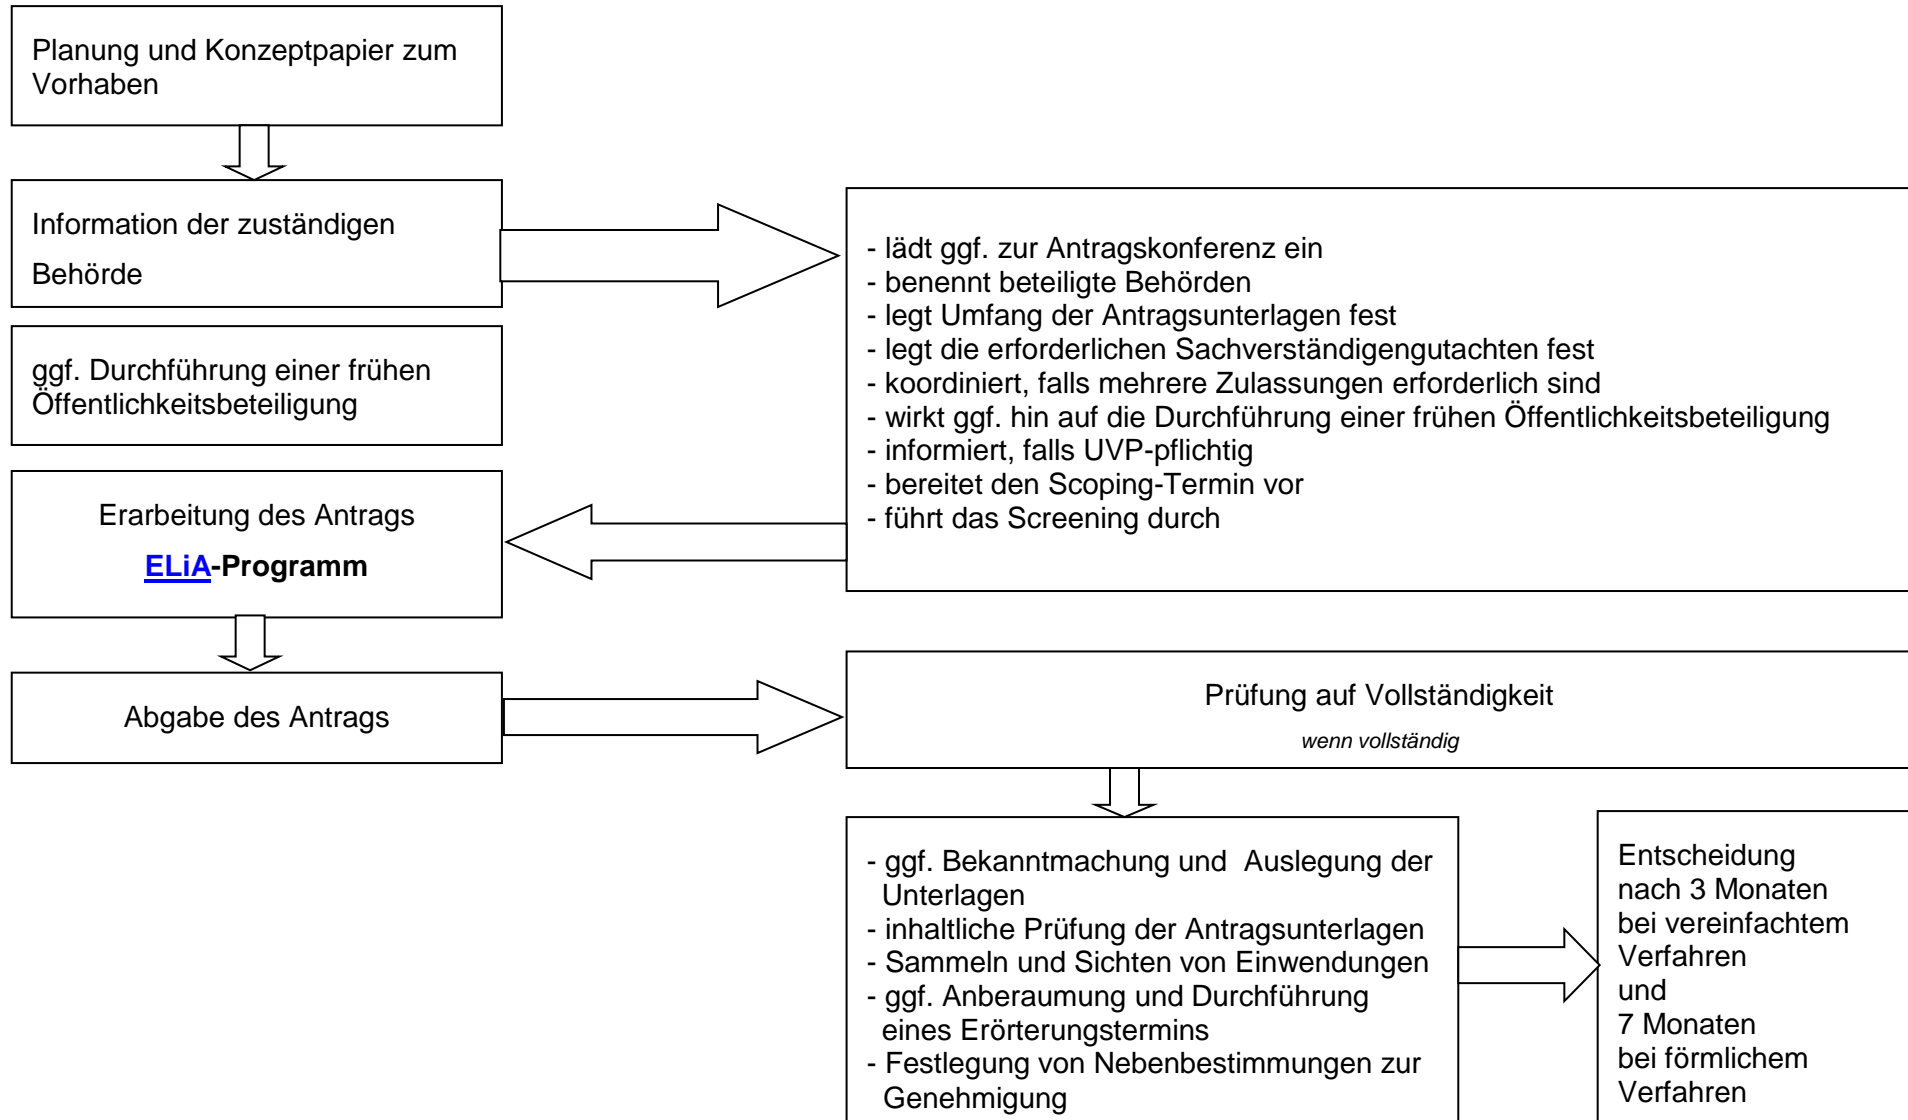 Planung und Konzeptpapier zum
Vorhaben
Information der zuständigen
Behörde
- lädt ggf. zur Antragskonferenz ein
- benennt beteiligte Behörden
- legt Umfang der Antragsunterlagen fest
- legt die erforderlichen Sachverständigengutachten fest
- koordiniert, falls mehrere Zulassungen erforderlich sind
- wirkt ggf. hin auf die Durchführung einer frühen Öffentlichkeitsbeteiligung
- informiert, falls UVP-pflichtig
- bereitet den Scoping-Termin vor
- führt das Screening durch
ggf. Durchführung einer frühen
Öffentlichkeitsbeteiligung
Erarbeitung des Antrags
ELiA-Programm
Abgabe des Antrags
Prüfung auf Vollständigkeit
wenn vollständig
- ggf. Bekanntmachung und Auslegung der
Unterlagen
- inhaltliche Prüfung der Antragsunterlagen
- Sammeln und Sichten von Einwendungen
- ggf. Anberaumung und Durchführung
eines Erörterungstermins
- Festlegung von Nebenbestimmungen zur
Genehmigung
Entscheidung
nach 3 Monaten
bei vereinfachtem
Verfahren
und
7 Monaten
bei förmlichem
Verfahren